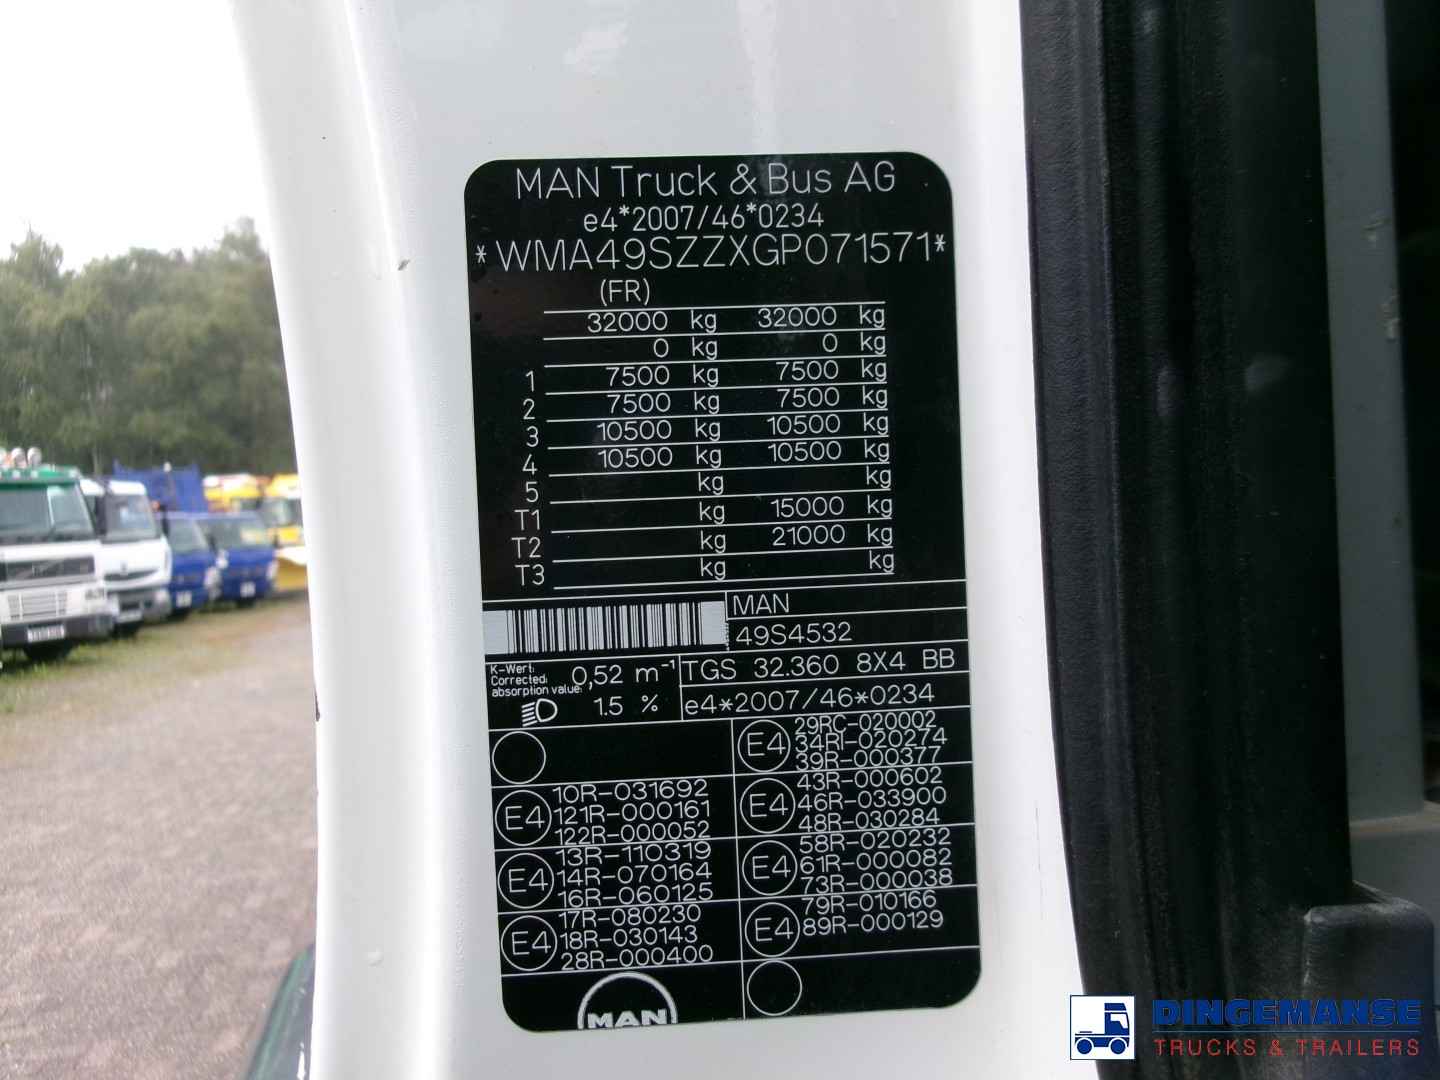 MAN Truck & Bus AG
e4*2007/46*0234
*WMA49SZZXGP071571*
(FR)
32000 kg 32000 kg
0 kg 0 kg
1 7500 kg 7500 kg
2 7500 kg 7500 kg
3 10500 kg 10500 kg
4 10500 kg 10500 kg
5 kg kg
T1 kg 15000 kg
T2 kg 21000 kg
T3 kg kg
MAN
49S4532
K-Wert:
Corrected:
absorption value:
0,52 m⁻¹
1.5 %
TGS 32.360 8X4 BB
e4*2007/46*0234
E4
10R-031692
121R-000161
122R-000052
E4
13R-110319
14R-070164
16R-060125
E4
17R-080230
18R-030143
28R-000400
E4
29RC-020002
34RI-020274
39R-000377
E4
43R-000602
46R-033900
48R-030284
E4
58R-020232
61R-000082
73R-000038
E4
79R-010166
89R-000129
MAN
DINGEMANSE
TRUCKS & TRAILERS